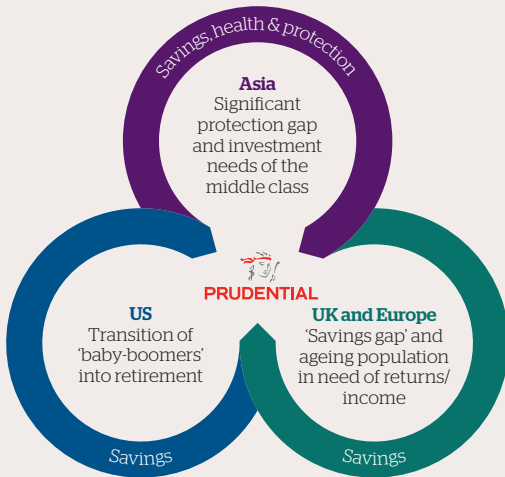 Savings, health & protection
Asia
Significant
protection gap
and investment
needs of the
middle class
PRUDENTIAL
US
Transition of
‘baby-boomers’
into retirement
Savings
UK and Europe
‘Savings gap’ and
ageing population
in need of returns/
income
Savings